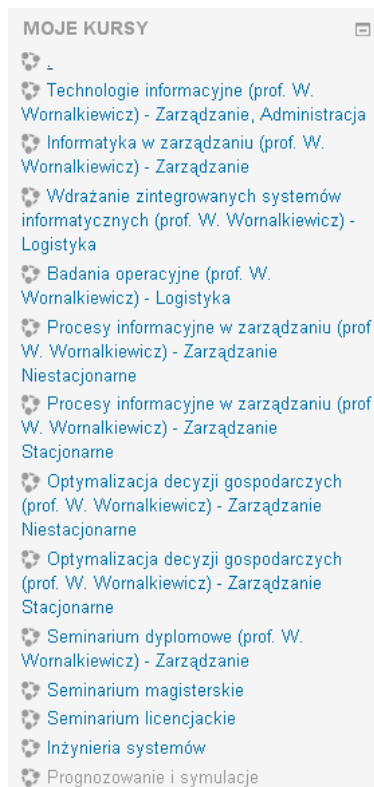 MOJE KURSY
.
Technologie informacyjne (prof. W.
Wornalkiewicz) - Zarządzanie, Administracja
Informatyka w zarządzaniu (prof. W.
Wornalkiewicz) - Zarządzanie
Wdrażanie zintegrowanych systemów
informatycznych (prof. W. Wornalkiewicz) -
Logistyka
Badania operacyjne (prof. W.
Wornalkiewicz) - Logistyka
Procesy informacyjne w zarządzaniu (prof
W. Wornalkiewicz) - Zarządzanie
Niestacjonarne
Procesy informacyjne w zarządzaniu (prof
W. Wornalkiewicz) - Zarządzanie
Stacjonarne
Optymalizacja decyzji gospodarczych
(prof. W. Wornalkiewicz) - Zarządzanie
Niestacjonarne
Optymalizacja decyzji gospodarczych
(prof. W. Wornalkiewicz) - Zarządzanie
Stacjonarne
Seminarium dyplomowe (prof. W.
Wornalkiewicz) - Zarządzanie
Seminarium magisterskie
Seminarium licencjackie
Inżynieria systemów
Prognozowanie i symulacje